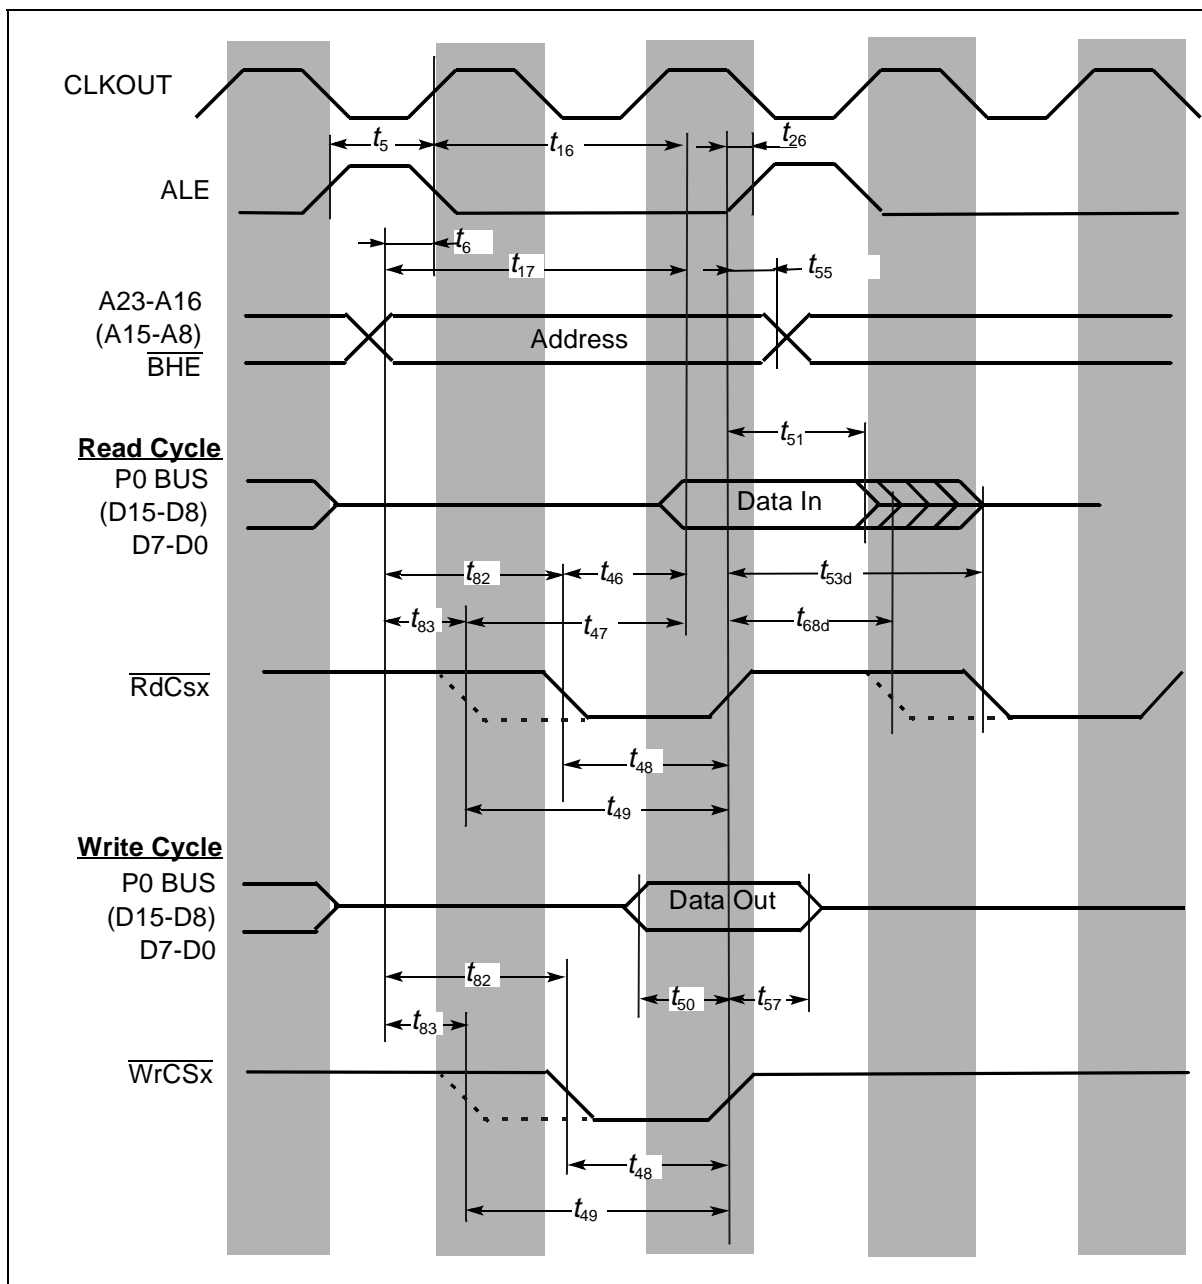 CLKOUT
t5
t16
t26
ALE
t6
t17
t55
A23-A16
(A15-A8)
BHE
Address
t51
Read Cycle
P0 BUS
(D15-D8)
D7-D0
Data In
t82
t46
t53d
t83
t47
t68d
RdCsx
t48
t49
Write Cycle
P0 BUS
(D15-D8)
D7-D0
Data Out
t82
t50
t57
t83
WrCSx
t48
t49